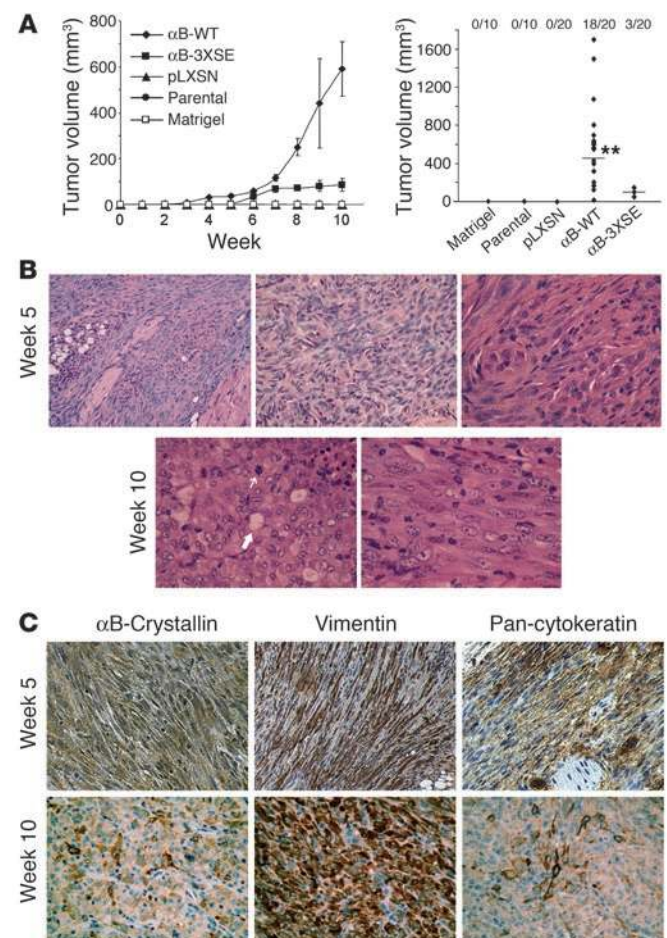 A
Tumor volume (mm³)
800
600
400
200
0
αB-WT
αB-3XSE
pLXSN
Parental
Matrigel
0 2 4 6 8 10
Week
Tumor volume (mm³)
0/10 0/10 0/20 18/20 3/20
1600
1200
800
400
0
**
Matrigel
Parental
pLXSN
αB-WT
αB-3XSE
B
Week 5
Week 10
C
αB-Crystallin Vimentin Pan-cytokeratin
Week 5
Week 10